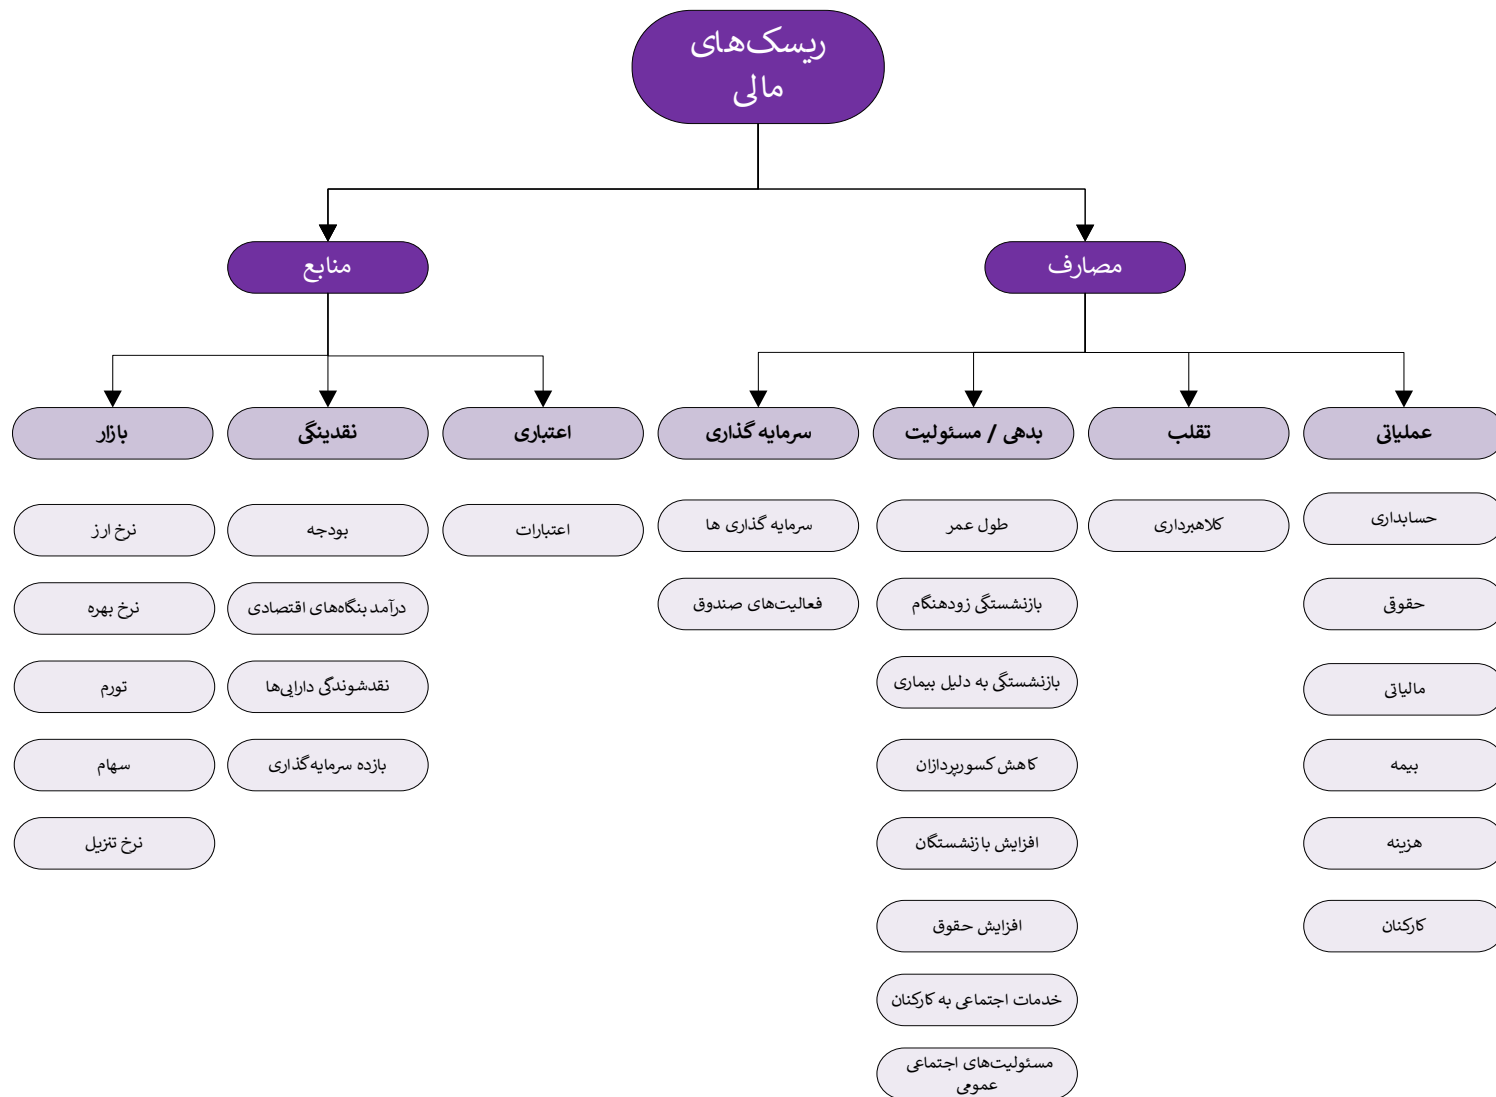 ریسک‌های
مالی
مصارف
منابع
عملیاتی
تقلب
بدهی / مسئولیت
سرمایه گذاری
اعتباری
نقدینگی
بازار
حسابداری
حقوقی
مالیاتی
بیمه
هزینه
کارکنان
کلاهبرداری
طول عمر
بازنشستگی زودهنگام
بازنشستگی به دلیل بیماری
کاهش کسورپردازان
افزایش بازنشستگان
افزایش حقوق
خدمات اجتماعی به کارکنان
مسئولیت‌های اجتماعی
عمومی
سرمایه گذاری ها
فعالیت‌های صندوق
اعتبارات
بودجه
درآمد بنگاه‌های اقتصادی
نقدشوندگی دارایی‌ها
بازده سرمایه‌گذاری
نرخ ارز
نرخ بهره
تورم
سهام
نرخ تنزیل